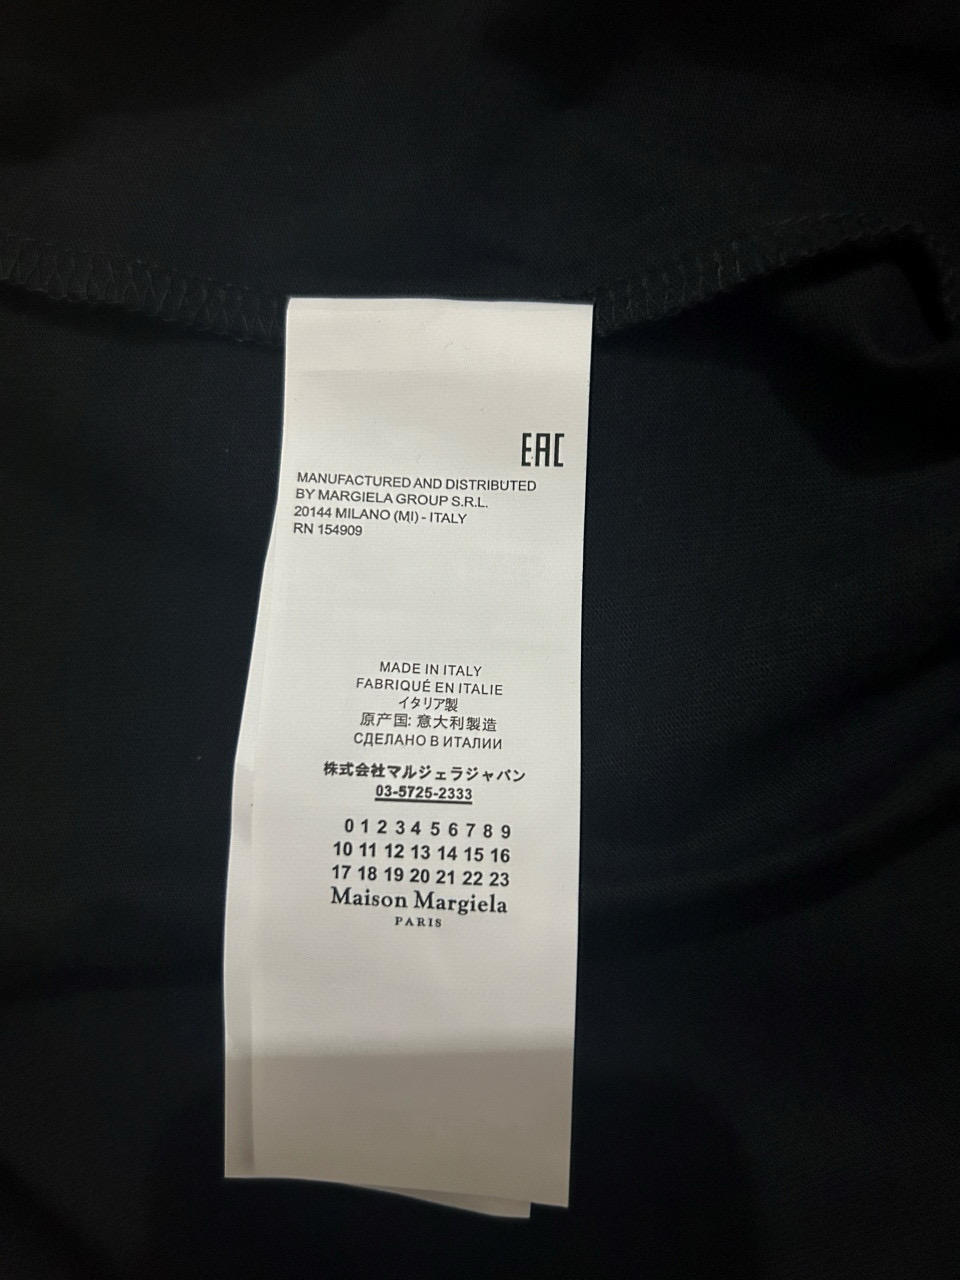 EAC
MANUFACTURED AND DISTRIBUTED
BY MARGIELA GROUP S.R.L.
20144 MILANO (MI) - ITALY
RN 154909
MADE IN ITALY
FABRIQUÉ EN ITALIE
イタリア製
原产国: 意大利製造
СДЕЛАНО В ИТАЛИИ
株式会社マルジェラジャパン
03-5725-2333
0 1 2 3 4 5 6 7 8 9
10 11 12 13 14 15 16
17 18 19 20 21 22 23
Maison Margiela
PARIS